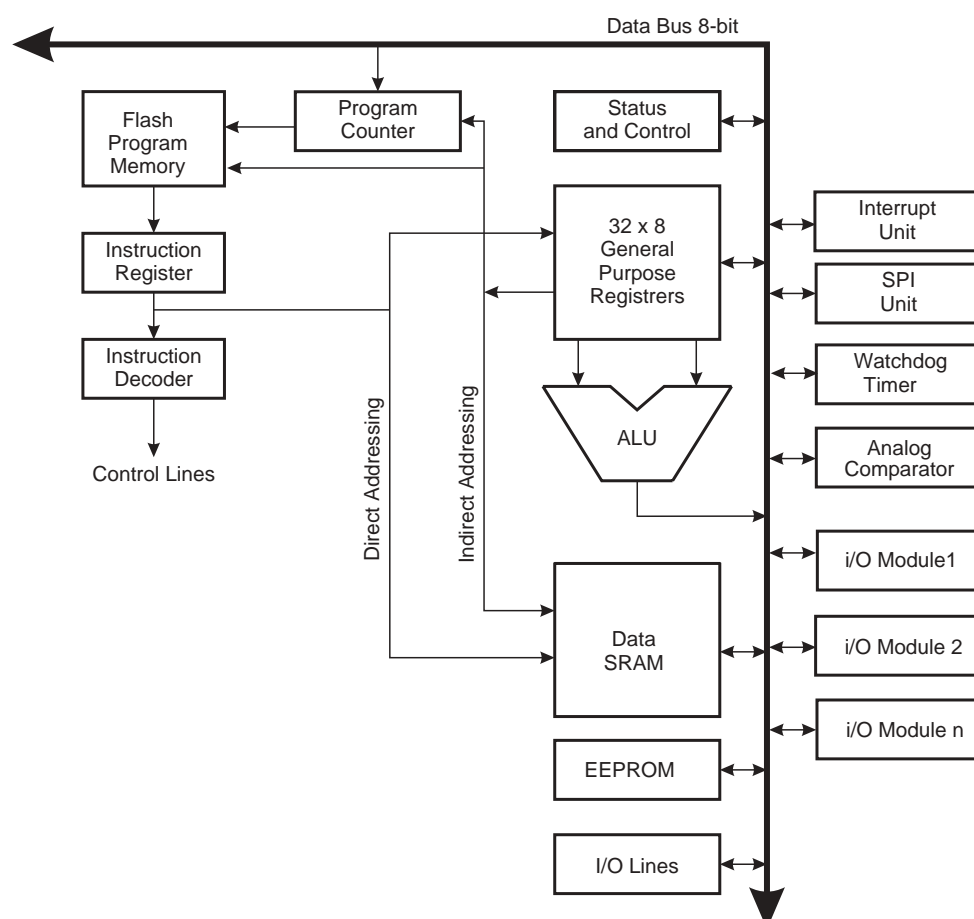 Data Bus 8-bit
Flash
Program
Memory
Program
Counter
Status
and Control
Instruction
Register
32 x 8
General
Purpose
Registrers
Interrupt
Unit
SPI
Unit
Instruction
Decoder
Watchdog
Timer
Control Lines
Direct Addressing
Indirect Addressing
ALU
Analog
Comparator
i/O Module1
Data
SRAM
i/O Module 2
i/O Module n
EEPROM
I/O Lines